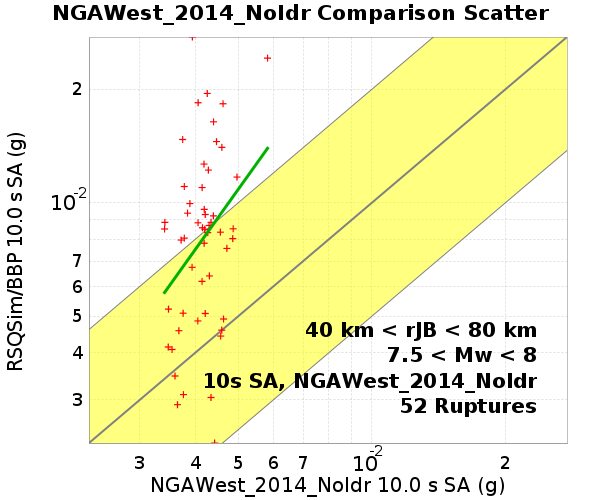 NGAWest_2014_NoIdr Comparison Scatter
RSQSim/BBP 10.0 s SA (g)
2
10-2
7
6
5
4
3
40 km < rJB < 80 km
7.5 < Mw < 8
10s SA, NGAWest_2014_NoIdr
52 Ruptures
3 4 5 6 7 10-2 2
NGAWest_2014_NoIdr 10.0 s SA (g)